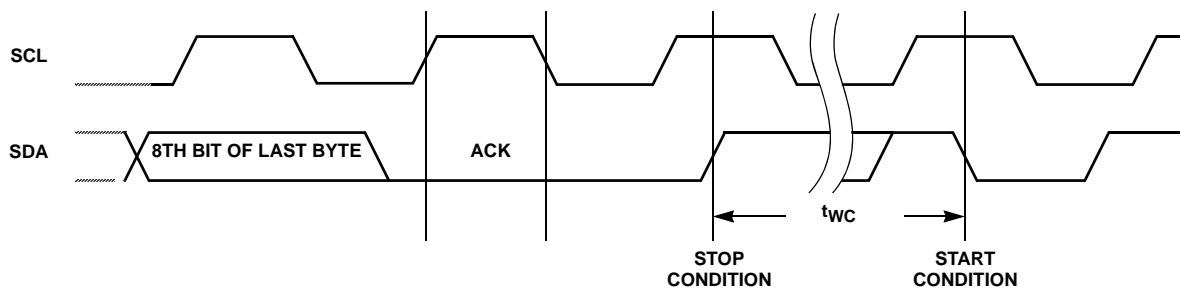 SCL
SDA
8TH BIT OF LAST BYTE
ACK
tWC
STOP
CONDITION
START
CONDITION